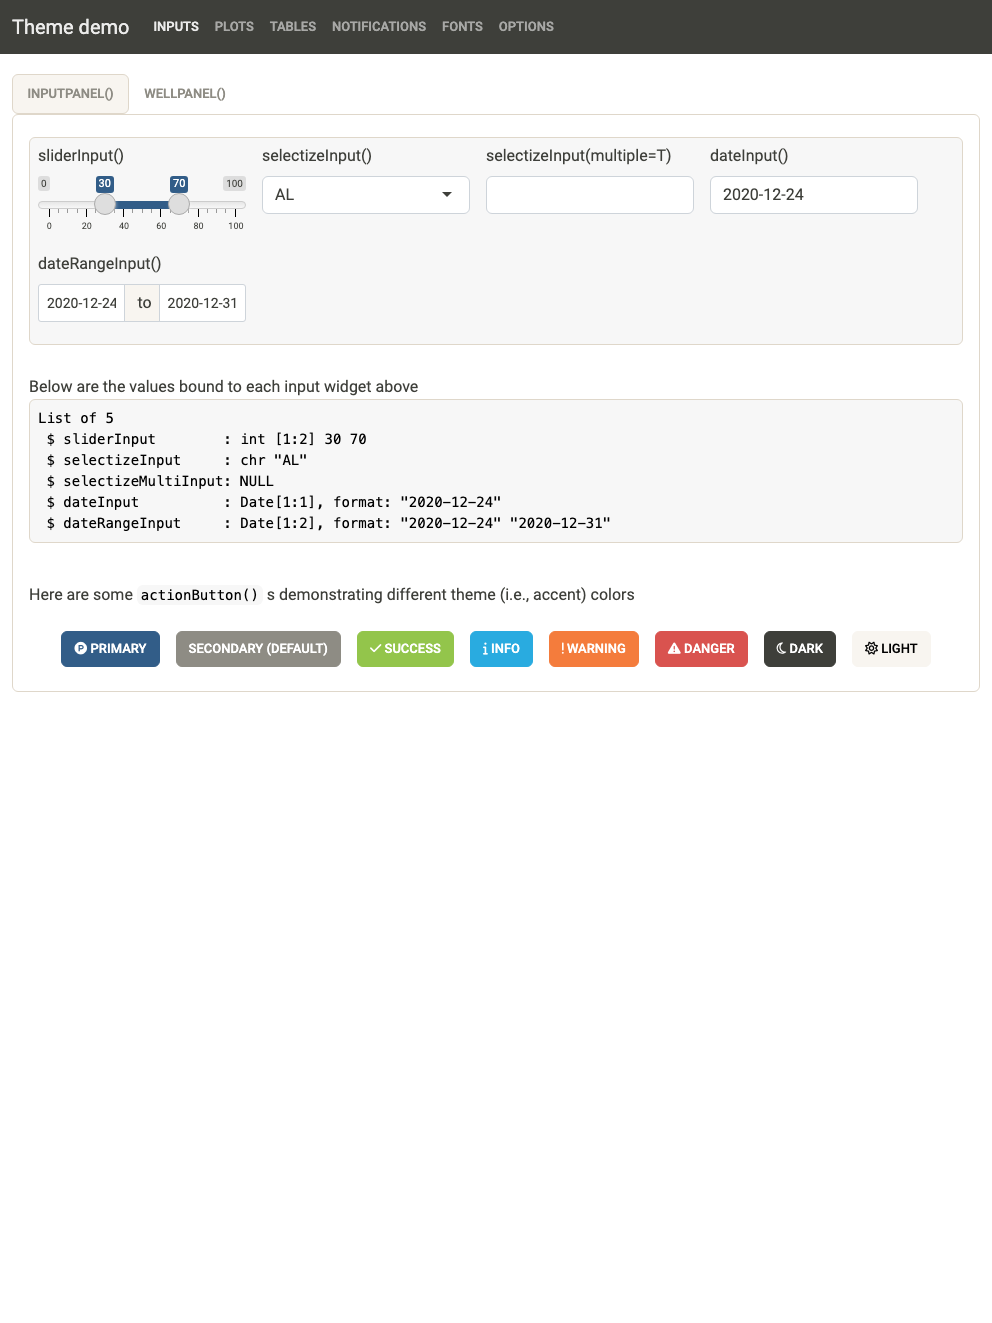 Theme demo INPUTS PLOTS TABLES NOTIFICATIONS FONTS OPTIONS
INPUTPANEL() WELLPANEL()
sliderInput() selectizeInput() selectizeInput(multiple=T) dateInput()
0 30 70 100
AL 2020-12-24
0 20 40 60 80 100
dateRangeInput()
2020-12-24 to 2020-12-31
Below are the values bound to each input widget above
List of 5
 $ sliderInput        : int [1:2] 30 70
 $ selectizeInput     : chr "AL"
 $ selectizeMultiInput: NULL
 $ dateInput          : Date[1:1], format: "2020-12-24"
 $ dateRangeInput     : Date[1:2], format: "2020-12-24" "2020-12-31"
Here are some actionButton() s demonstrating different theme (i.e., accent) colors
PRIMARY SECONDARY (DEFAULT) SUCCESS INFO WARNING DANGER DARK LIGHT